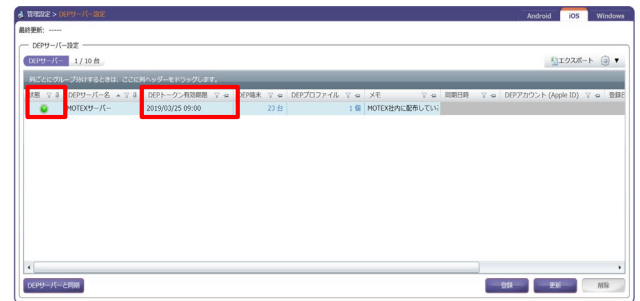 管理設定 > DEPサーバー設定
Android iOS Windows
最終更新: -----
DEPサーバー設定
DEPサーバー 1 / 10 台
エクスポート
列ごとにグループ分けするときは、ここに列ヘッダーをドラッグします。
状態 DEPサーバー名 DEPトークン有効期限 DEP端末 DEPプロファイル メモ 同期日時 DEPアカウント (Apple ID) 登録日
MOTEXサーバー 2019/03/25 09:00 23 台 1 個 MOTEX社内に配布してい
DEPサーバーと同期 登録 更新 削除